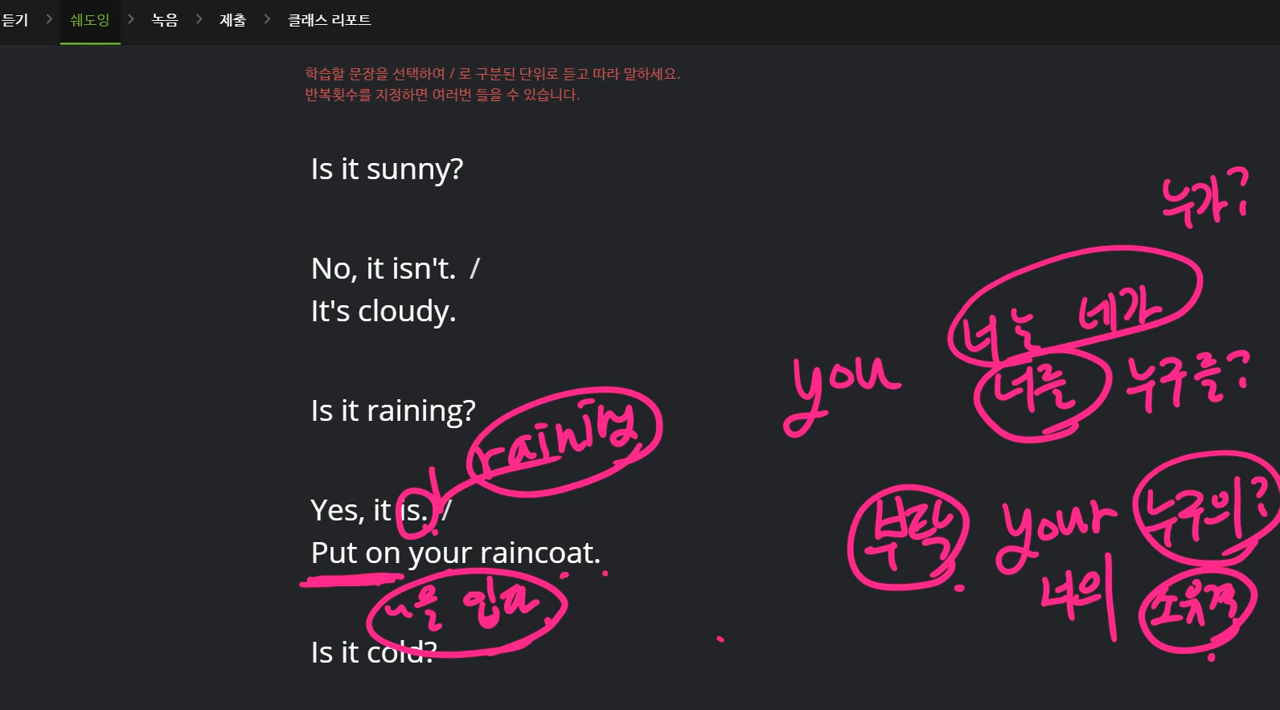 듣기 > 쉐도잉 > 녹음 > 제출 > 클래스 리포트
학습할 문장을 선택하여 / 로 구분된 단위로 듣고 따라 말하세요.
반복횟수를 지정하면 여러번 들을 수 있습니다.
Is it sunny?
누가?
No, it isn't. /
It's cloudy.
너는 네가
you 너를 누구를?
Is it raining?
raining
Yes, it is. /
Put on your raincoat.
부탁 your 누구의?
너의 소유격
~을 입다
Is it cold?